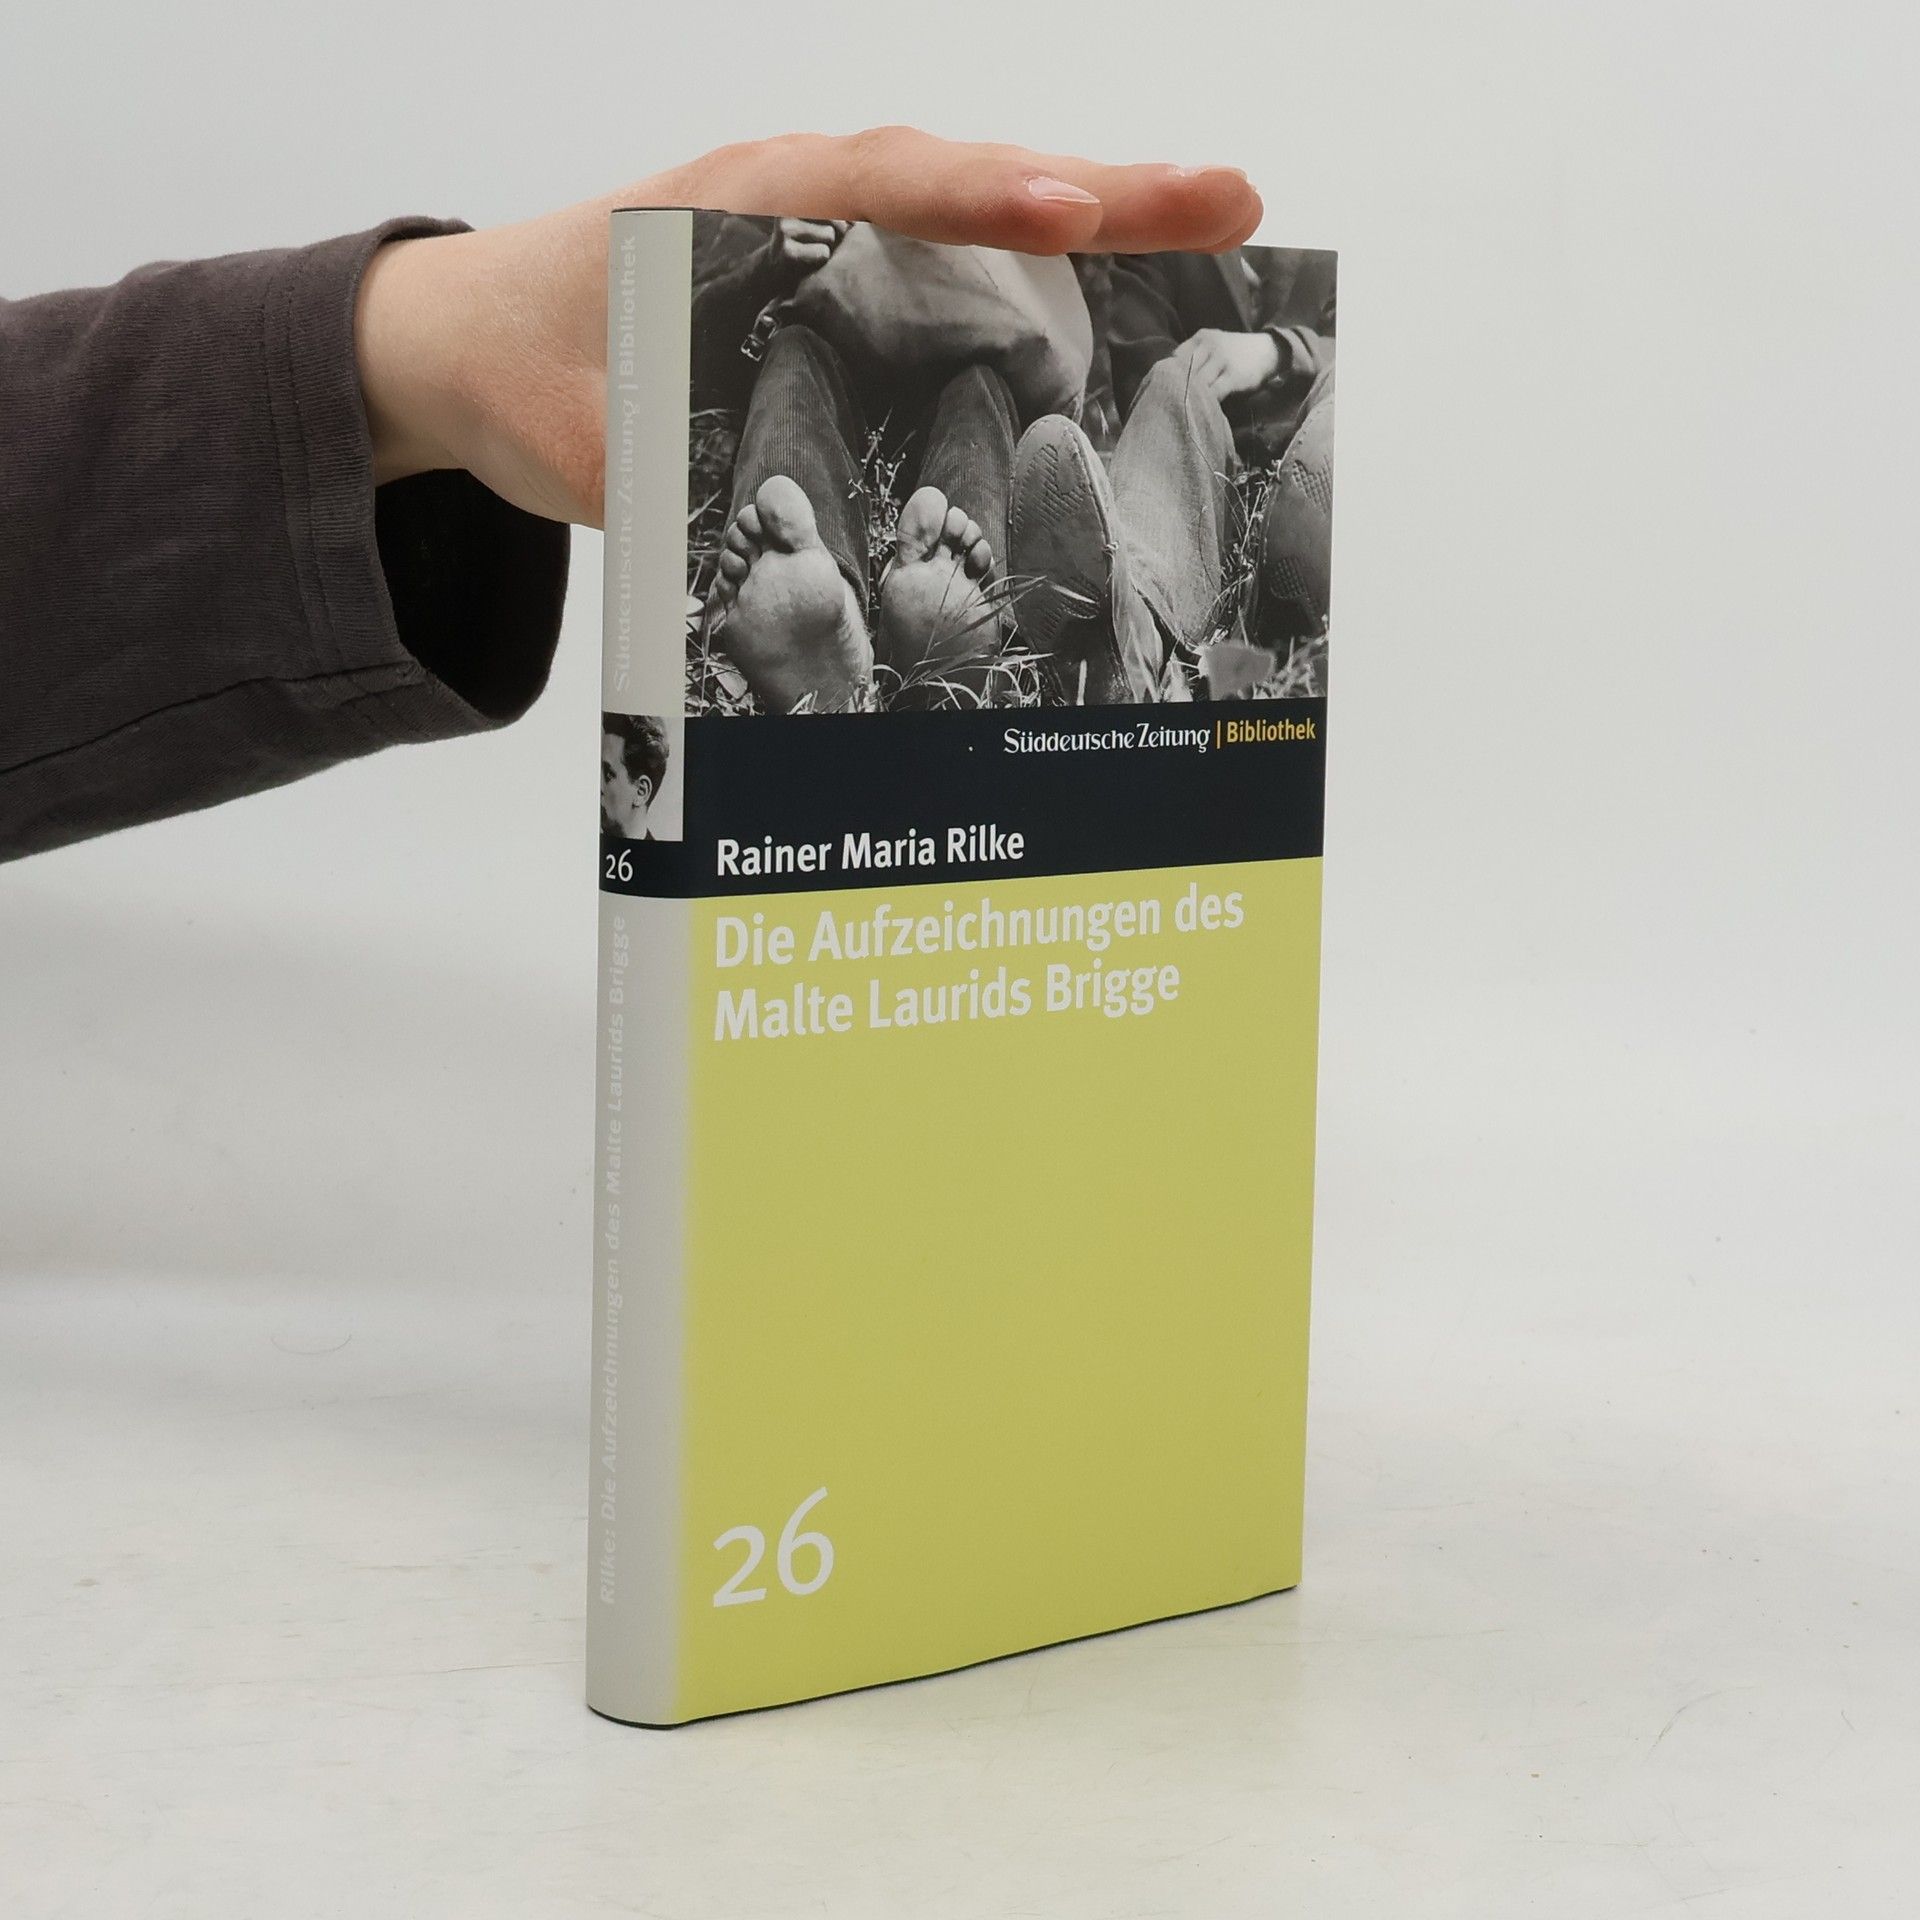 Süddeutsche Zeitung | Bibliothek
26
Rilke: Die Aufzeichnungen des Malte Laurids Brigge
Süddeutsche Zeitung | Bibliothek
Rainer Maria Rilke
Die Aufzeichnungen des
Malte Laurids Brigge
26